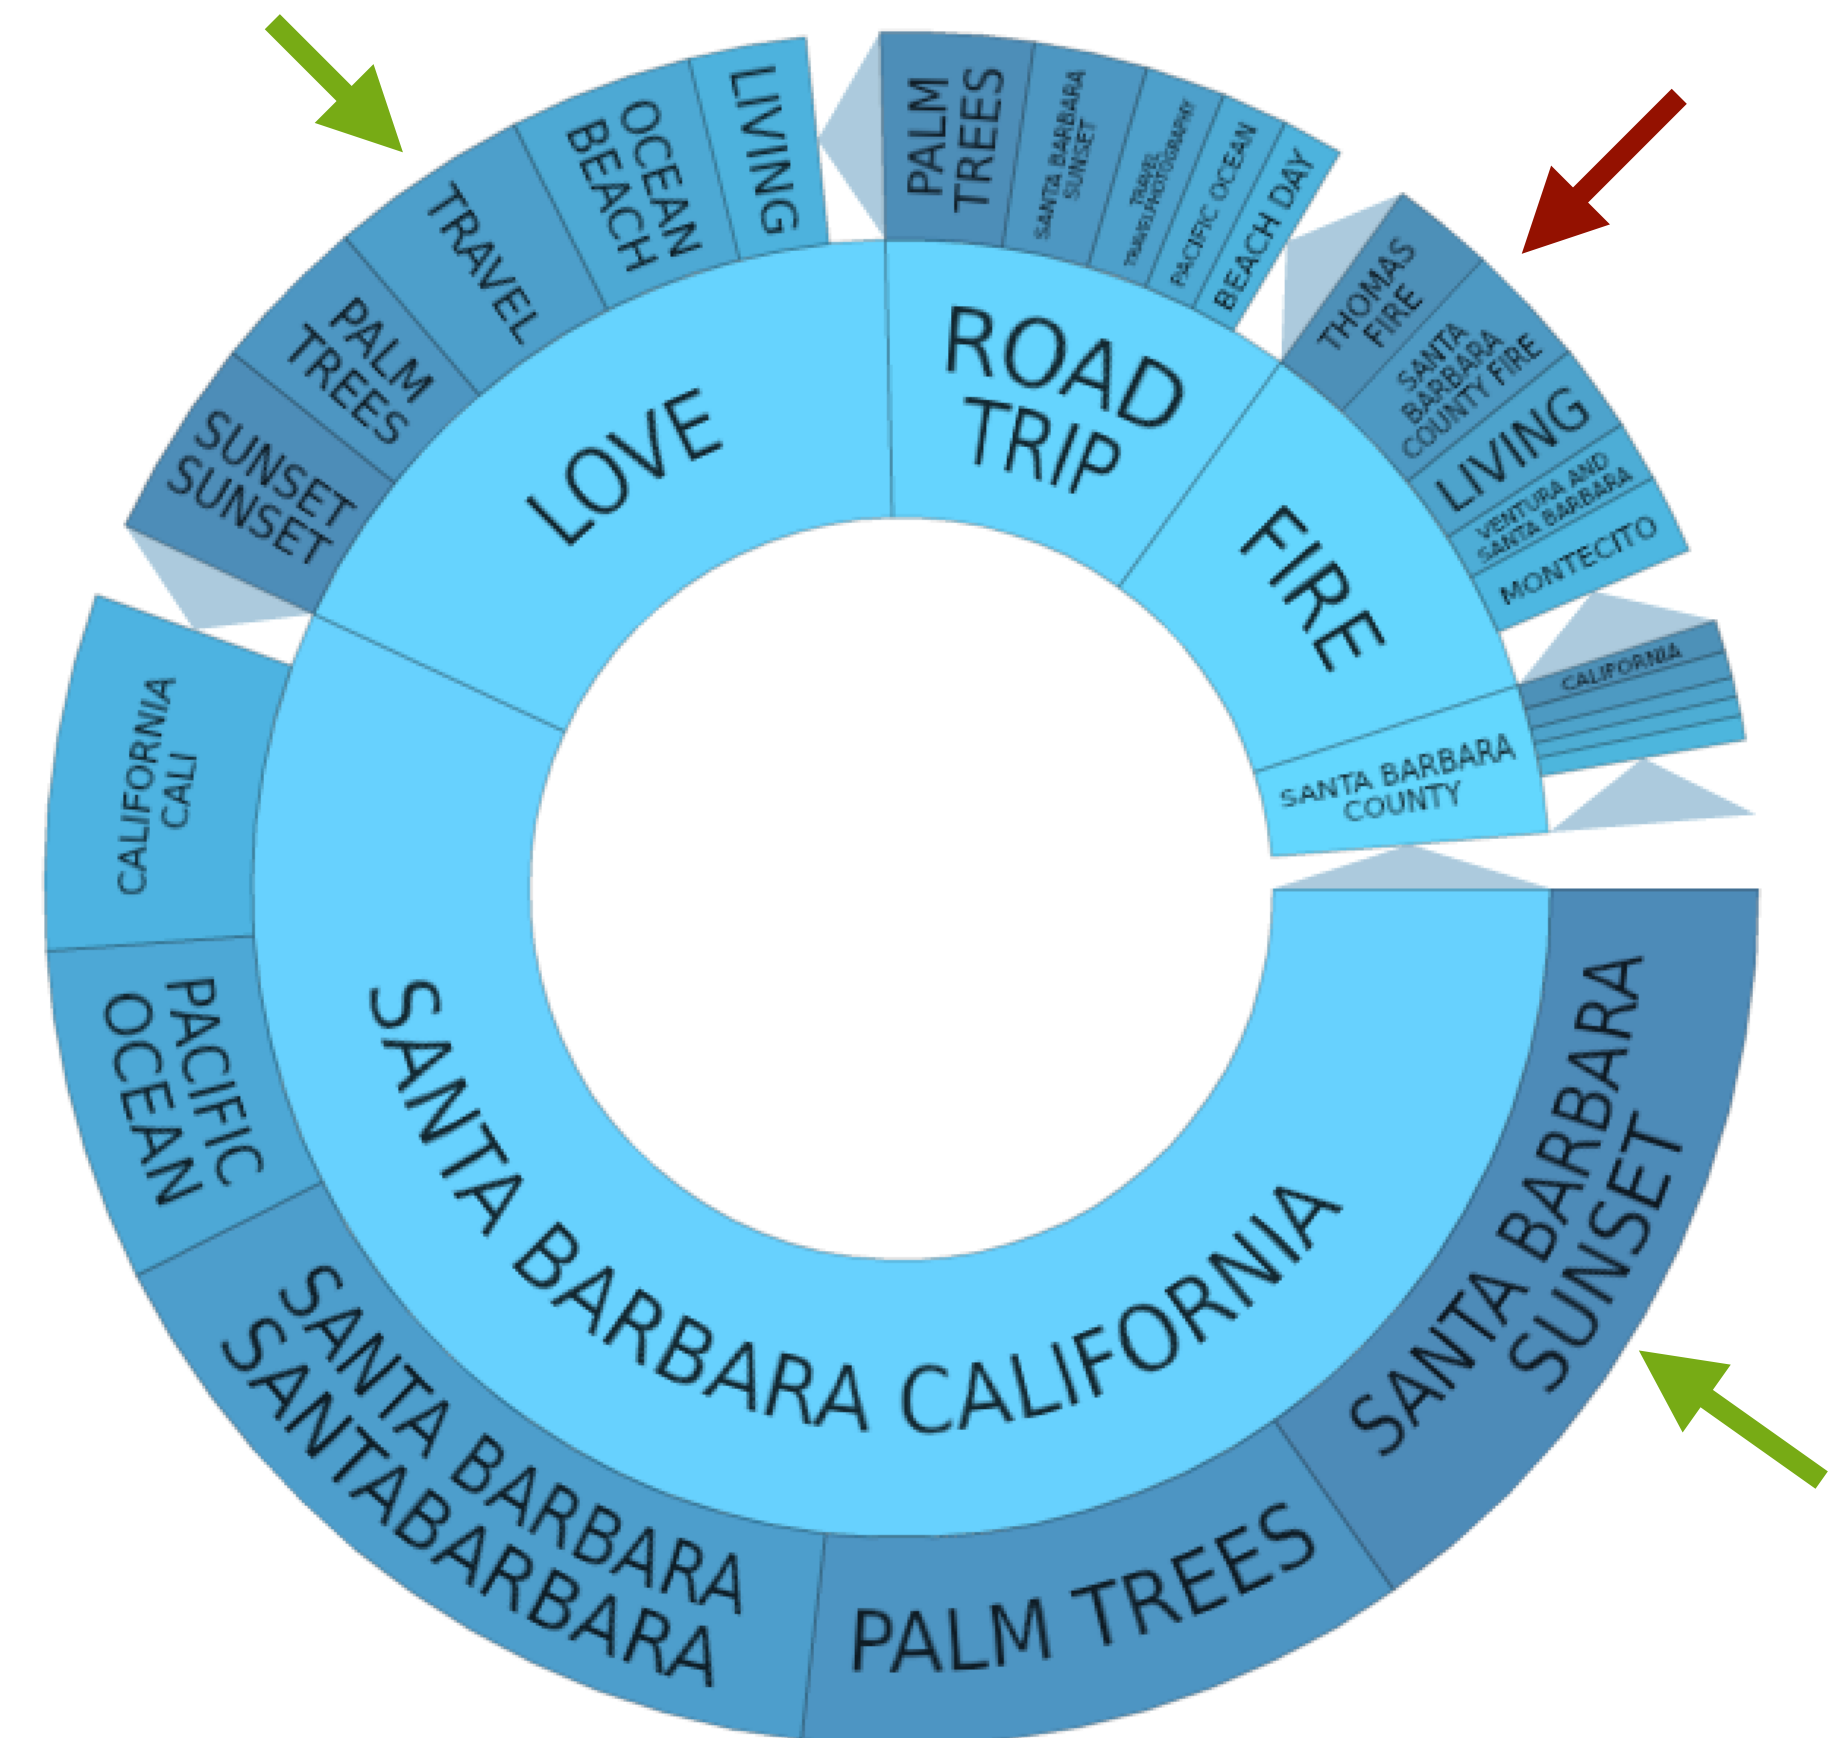 PALM
TREES
SANTA BARBARA
SUNSET
TRAVEL
TRAVELPHOTOGRAPHY
PACIFIC OCEAN
BEACH DAY
ROAD
TRIP
THOMAS
FIRE
SANTA
BARBARA
COUNTY FIRE
LIVING
VENTURA AND
SANTA BARBARA
MONTECITO
FIRE
CALIFORNIA
SANTA BARBARA
COUNTY
SANTA BARBARA
SUNSET
PALM TREES
SANTA BARBARA
SANTABARBARA
PACIFIC
OCEAN
CALIFORNIA
CALI
SANTA BARBARA CALIFORNIA
SUNSET
SUNSET
PALM
TREES
TRAVEL
OCEAN
BEACH
LIVING
LOVE